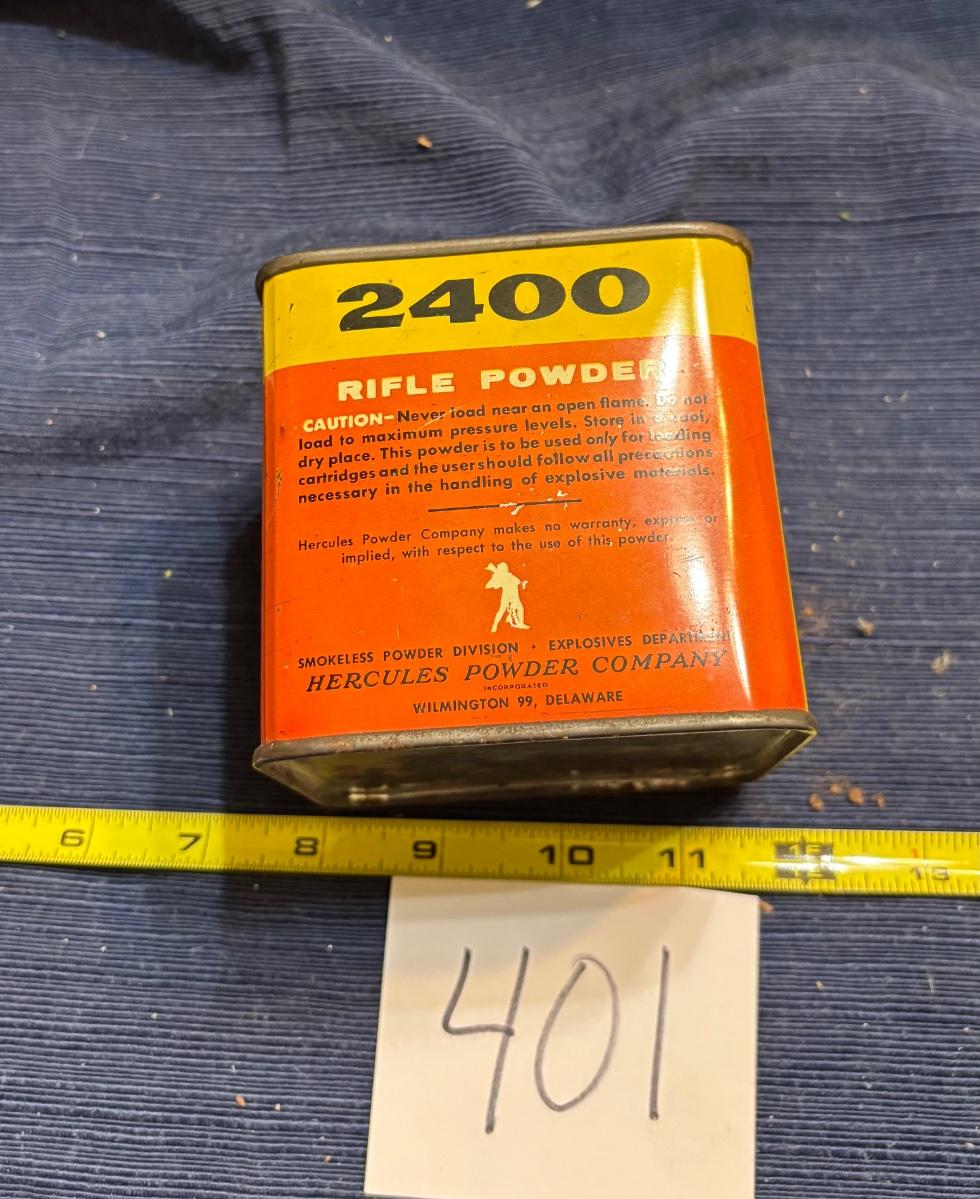 2400
RIFLE POWDER
CAUTION—Never load near an open flame. Do not
load to maximum pressure levels. Store in a cool,
dry place. This powder is to be used only for loading
cartridges and the user should follow all precautions
necessary in the handling of explosive materials.
Hercules Powder Company makes no warranty, express or
implied, with respect to the use of this powder.
SMOKELESS POWDER DIVISION · EXPLOSIVES DEPARTMENT
HERCULES POWDER COMPANY
INCORPORATED
WILMINGTON 99, DELAWARE
6 7 8 9 10 11 13
401